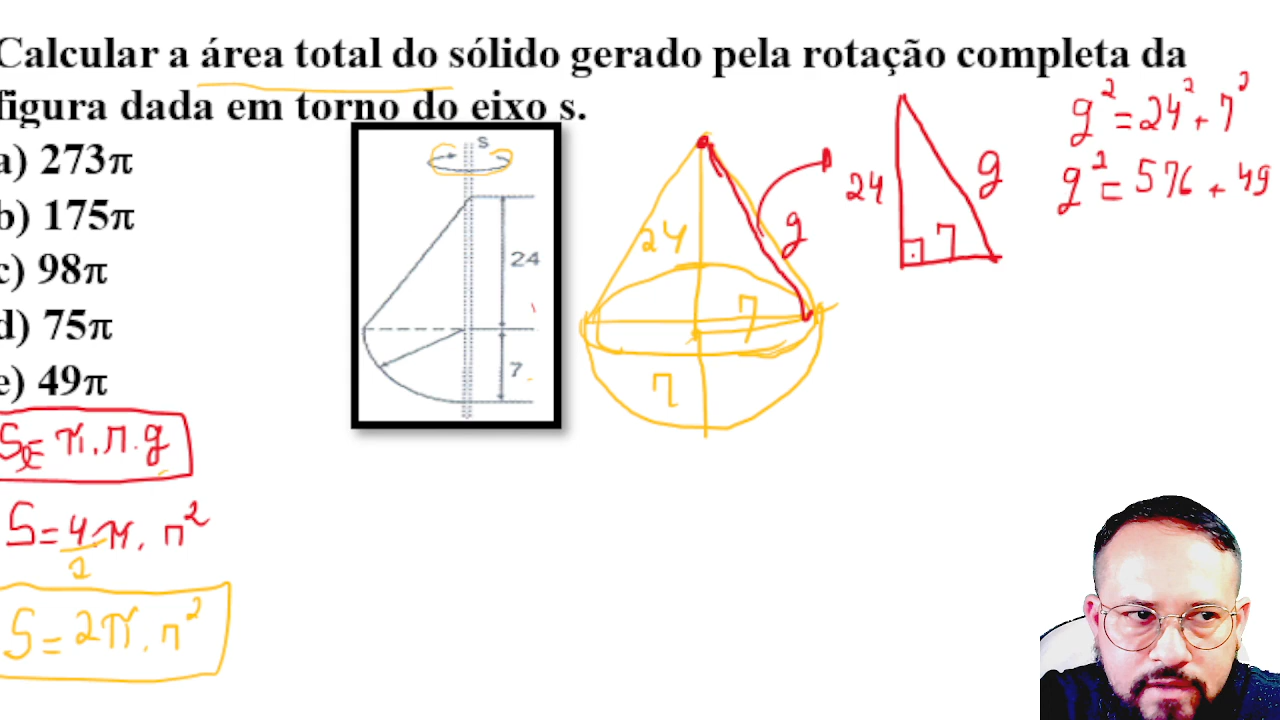 Calcular a área total do sólido gerado pela rotação completa da
figura dada em torno do eixo s.
a) 273π
b) 175π
c) 98π
d) 75π
e) 49π
s
24
7
24
g
7
7
24
g
7
g² = 24² + 7²
g² = 576 + 49
Sℓ = π . r . g
S = 4π . r²
2
S = 2π . r²